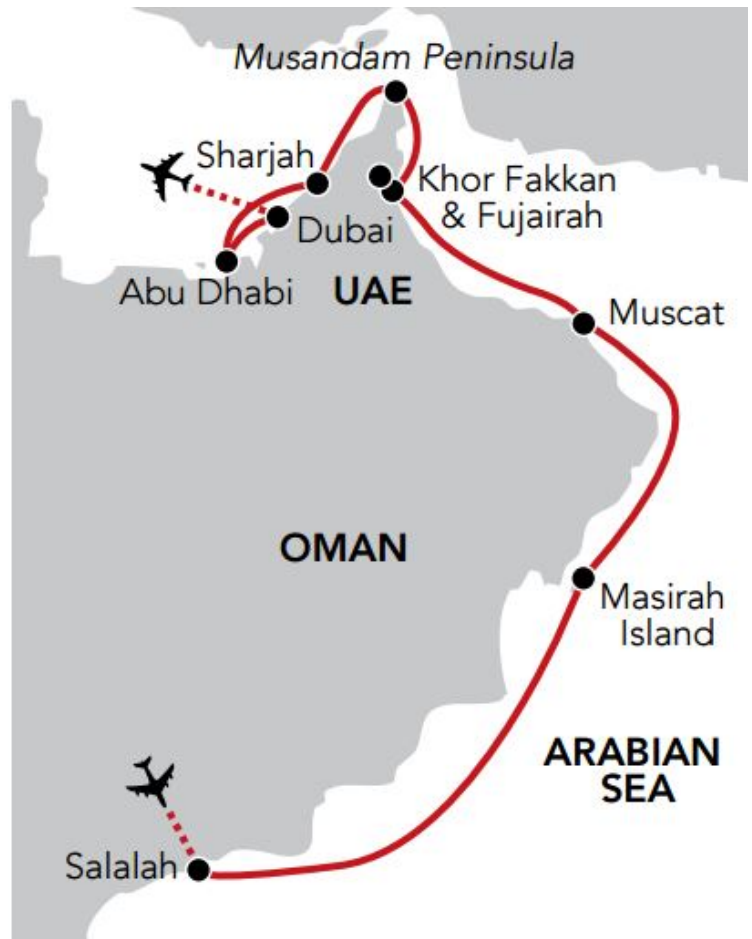 Musandam Peninsula
Sharjah
Khor Fakkan
& Fujairah
Dubai
Abu Dhabi
UAE
Muscat
OMAN
Masirah
Island
ARABIAN
SEA
Salalah